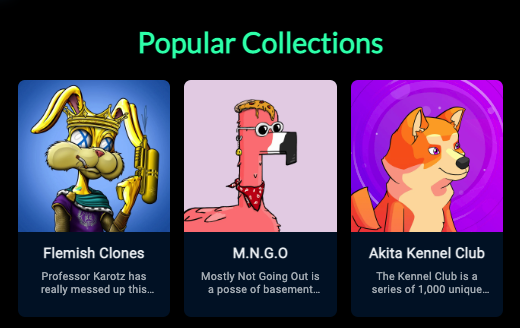 Popular Collections
Flemish Clones
Professor Karotz has
really messed up this...
M.N.G.O
Mostly Not Going Out is
a posse of basement...
Akita Kennel Club
The Kennel Club is a
series of 1,000 unique...